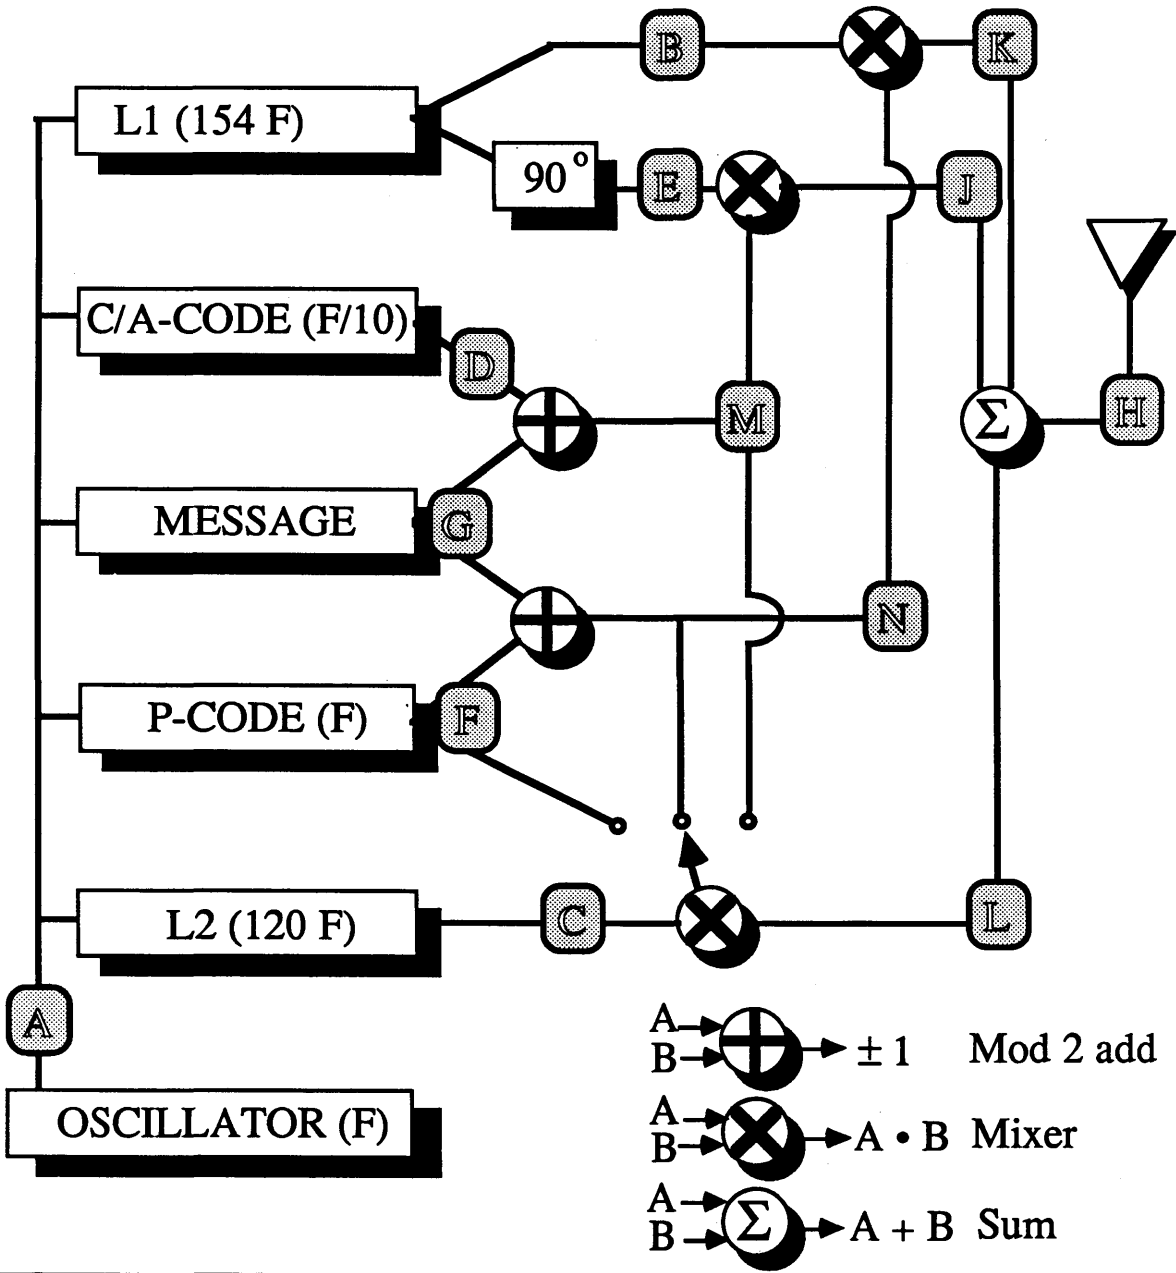 B
K
L1 (154 F)
90°
E
J
C/A-CODE (F/10)
D
M
Σ
H
MESSAGE
G
N
P-CODE (F)
F
L2 (120 F)
C
L
A
OSCILLATOR (F)
A
B
± 1 Mod 2 add
A
B
A • B Mixer
A
B
Σ
A + B Sum